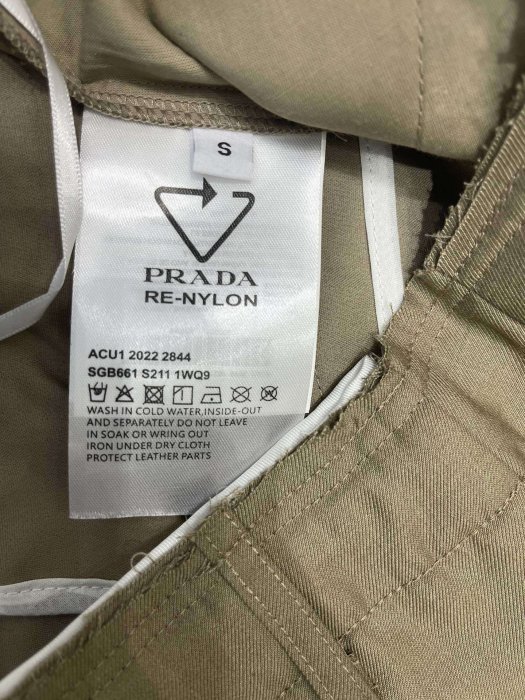 S
PRADA
RE-NYLON
ACU1 2022 2844
SGB661 S211 1WQ9
WASH IN COLD WATER,INSIDE-OUT
AND SEPARATELY DO NOT LEAVE
IN SOAK OR WRING OUT
IRON UNDER DRY CLOTH
PROTECT LEATHER PARTS